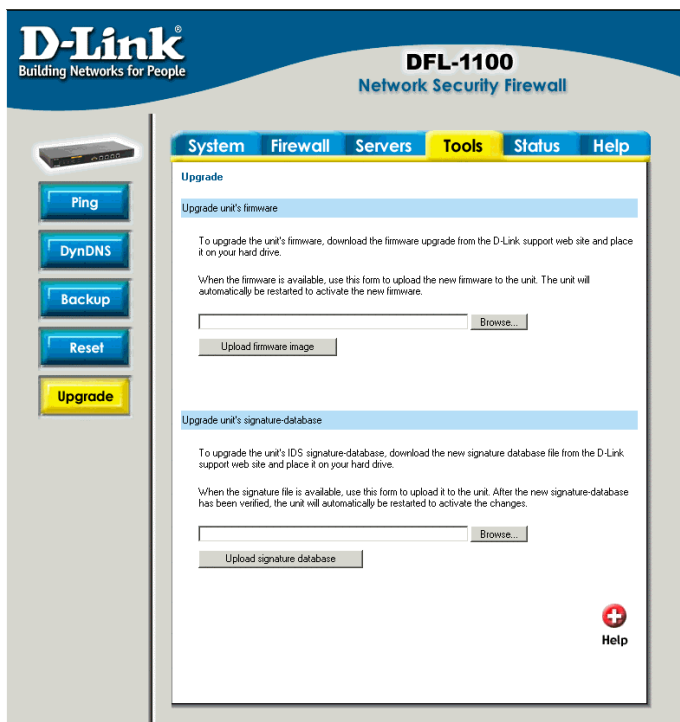 D-Link®
Building Networks for People
DFL-1100
Network Security Firewall
System Firewall Servers Tools Status Help
Ping
DynDNS
Backup
Reset
Upgrade
Upgrade
Upgrade unit's firmware
To upgrade the unit's firmware, download the firmware upgrade from the D-Link support web site and place
it on your hard drive.
When the firmware is available, use this form to upload the new firmware to the unit. The unit will
automatically be restarted to activate the new firmware.
Browse...
Upload firmware image
Upgrade unit's signature-database
To upgrade the unit's IDS signature-database, download the new signature database file from the D-Link
support web site and place it on your hard drive.
When the signature file is available, use this form to upload it to the unit. After the new signature-database
has been verified, the unit will automatically be restarted to activate the changes.
Browse...
Upload signature database
Help